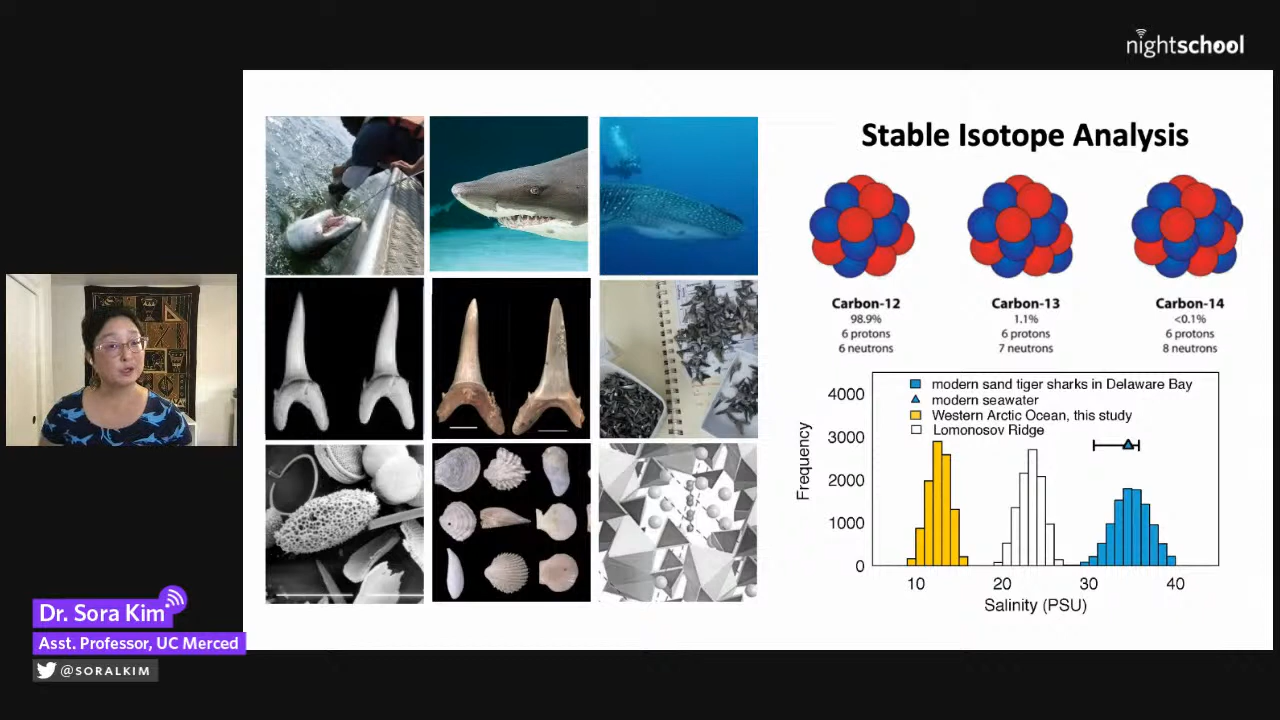 nightschool
Stable Isotope Analysis
Carbon-12
98.9%
6 protons
6 neutrons
Carbon-13
1.1%
6 protons
7 neutrons
Carbon-14
<0.1%
6 protons
8 neutrons
modern sand tiger sharks in Delaware Bay
modern seawater
Western Arctic Ocean, this study
Lomonosov Ridge
Frequency
4000
3000
2000
1000
0
10
20
30
40
Salinity (PSU)
Dr. Sora Kim
Asst. Professor, UC Merced
@SORALKIM